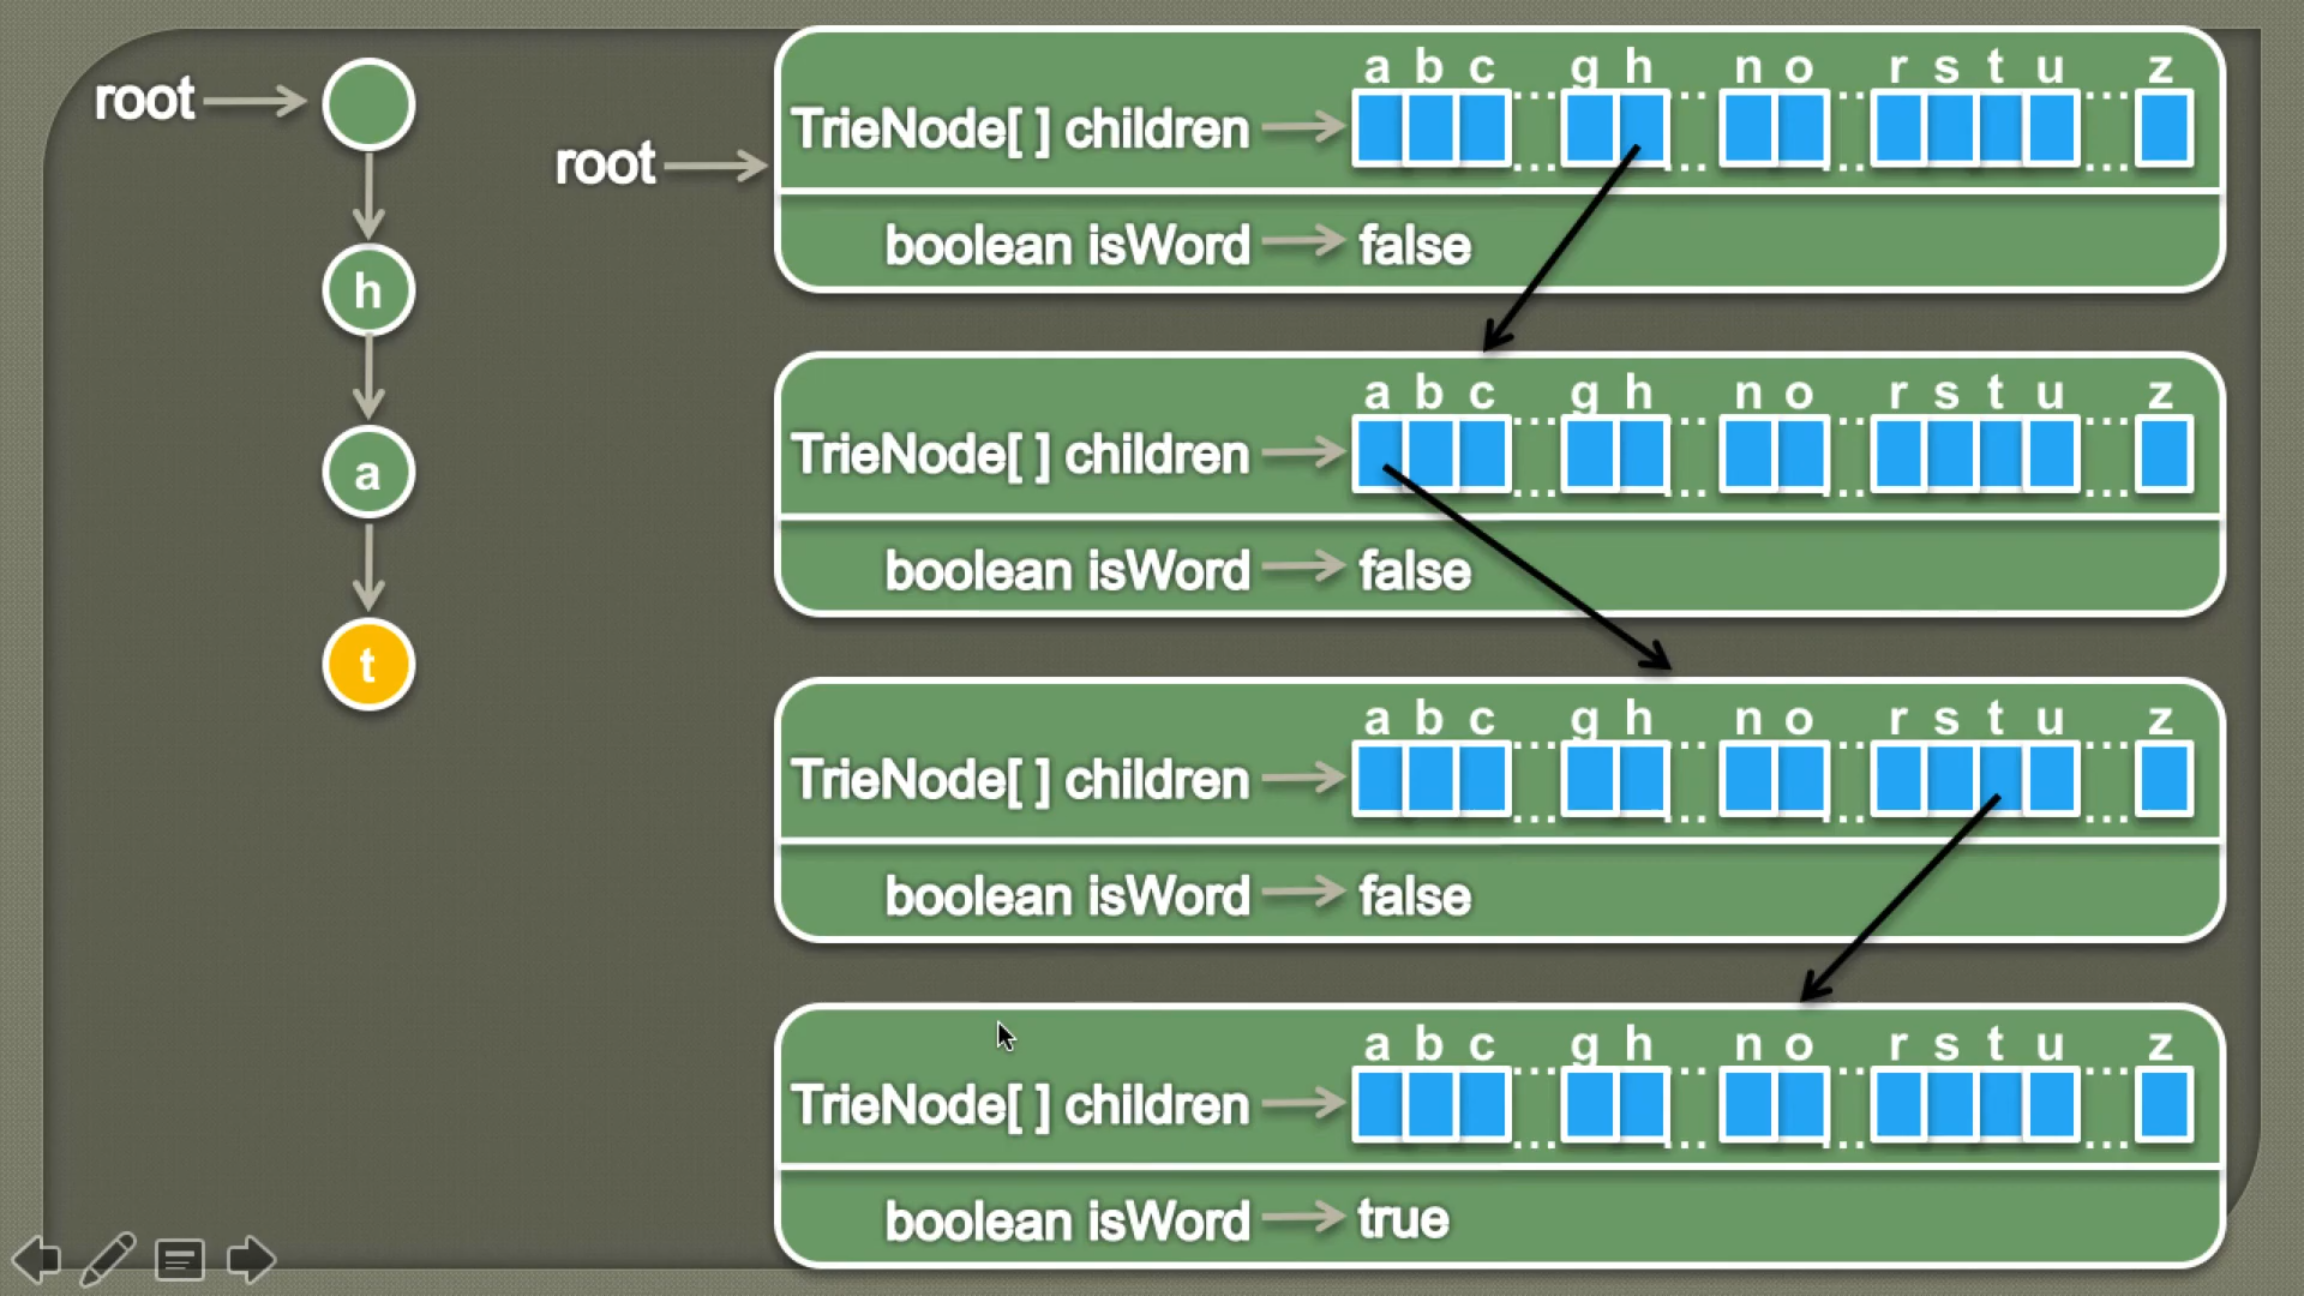 root
h
a
t
root
a b c g h n o r s t u z
TrieNode[ ] children
boolean isWord false
a b c g h n o r s t u z
TrieNode[ ] children
boolean isWord false
a b c g h n o r s t u z
TrieNode[ ] children
boolean isWord false
a b c g h n o r s t u z
TrieNode[ ] children
boolean isWord true